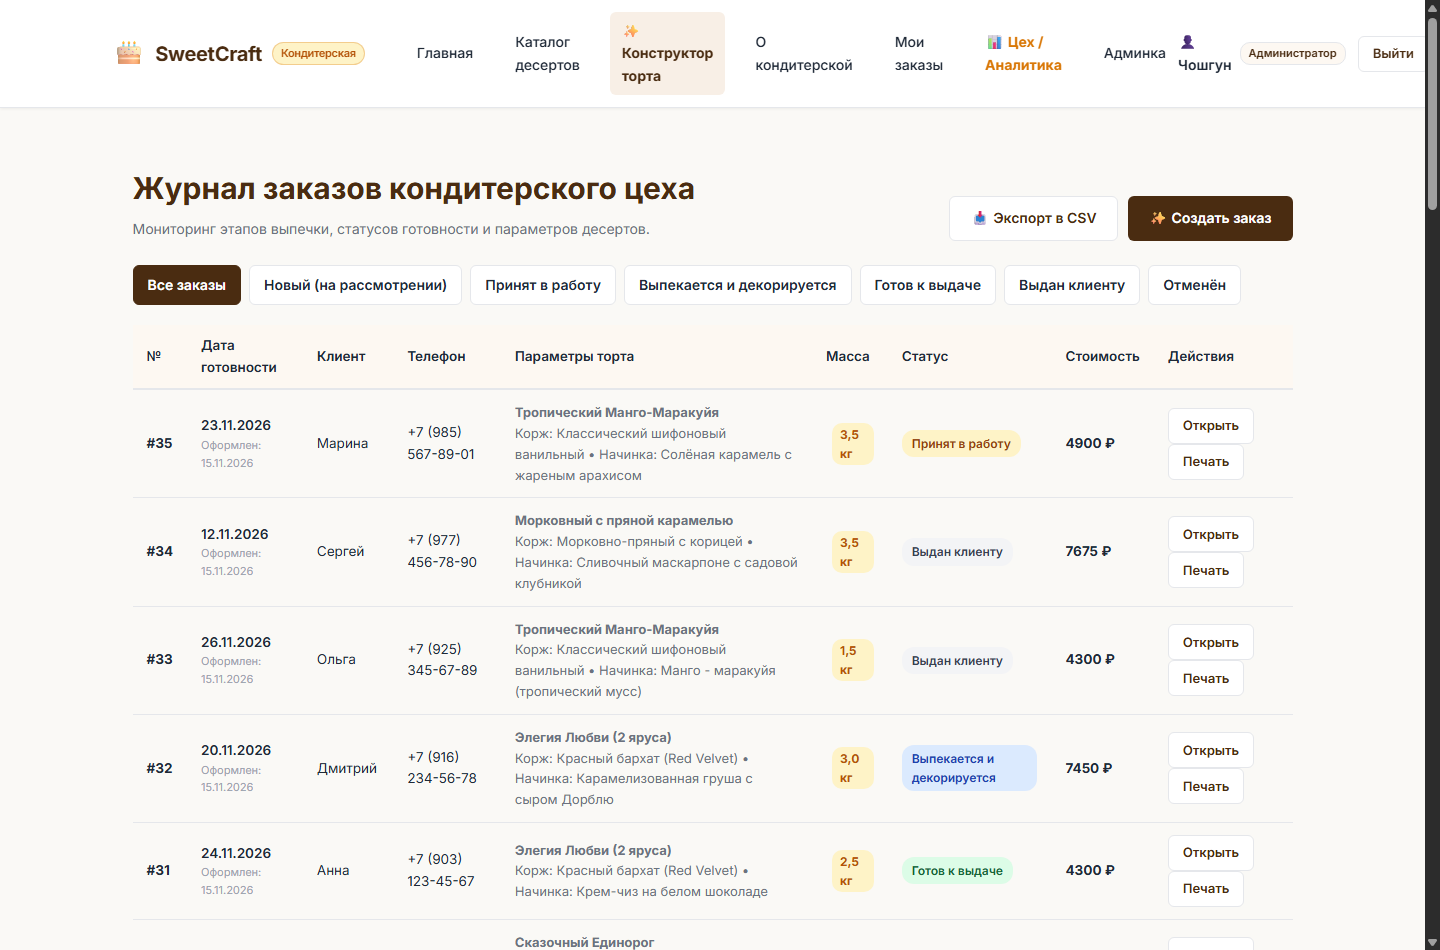 SweetCraft Кондитерская
Главная
Каталог
десертов
Конструктор
торта
О
кондитерской
Мои
заказы
Цех /
Аналитика
Админка
Чошгун
Администратор
Выйти
Журнал заказов кондитерского цеха
Мониторинг этапов выпечки, статусов готовности и параметров десертов.
Экспорт в CSV
Создать заказ
Все заказы
Новый (на рассмотрении)
Принят в работу
Выпекается и декорируется
Готов к выдаче
Выдан клиенту
Отменён
№
Дата
готовности
Клиент
Телефон
Параметры торта
Масса
Статус
Стоимость
Действия
#35
23.11.2026
Оформлен:
15.11.2026
Марина
+7 (985)
567-89-01
Тропический Манго-Маракуйя
Корж: Классический шифоновый
ванильный • Начинка: Солёная карамель с
жареным арахисом
3,5
кг
Принят в работу
4900 ₽
Открыть
Печать
#34
12.11.2026
Оформлен:
15.11.2026
Сергей
+7 (977)
456-78-90
Морковный с пряной карамелью
Корж: Морковно-пряный с корицей •
Начинка: Сливочный маскарпоне с садовой
клубникой
3,5
кг
Выдан клиенту
7675 ₽
Открыть
Печать
#33
26.11.2026
Оформлен:
15.11.2026
Ольга
+7 (925)
345-67-89
Тропический Манго-Маракуйя
Корж: Классический шифоновый
ванильный • Начинка: Манго - маракуйя
(тропический мусс)
1,5
кг
Выдан клиенту
4300 ₽
Открыть
Печать
#32
20.11.2026
Оформлен:
15.11.2026
Дмитрий
+7 (916)
234-56-78
Элегия Любви (2 яруса)
Корж: Красный бархат (Red Velvet) •
Начинка: Карамелизованная груша с
сыром Дорблю
3,0
кг
Выпекается и
декорируется
7450 ₽
Открыть
Печать
#31
24.11.2026
Оформлен:
15.11.2026
Анна
+7 (903)
123-45-67
Элегия Любви (2 яруса)
Корж: Красный бархат (Red Velvet) •
Начинка: Крем-чиз на белом шоколаде
2,5
кг
Готов к выдаче
4300 ₽
Открыть
Печать
Сказочный Единорог